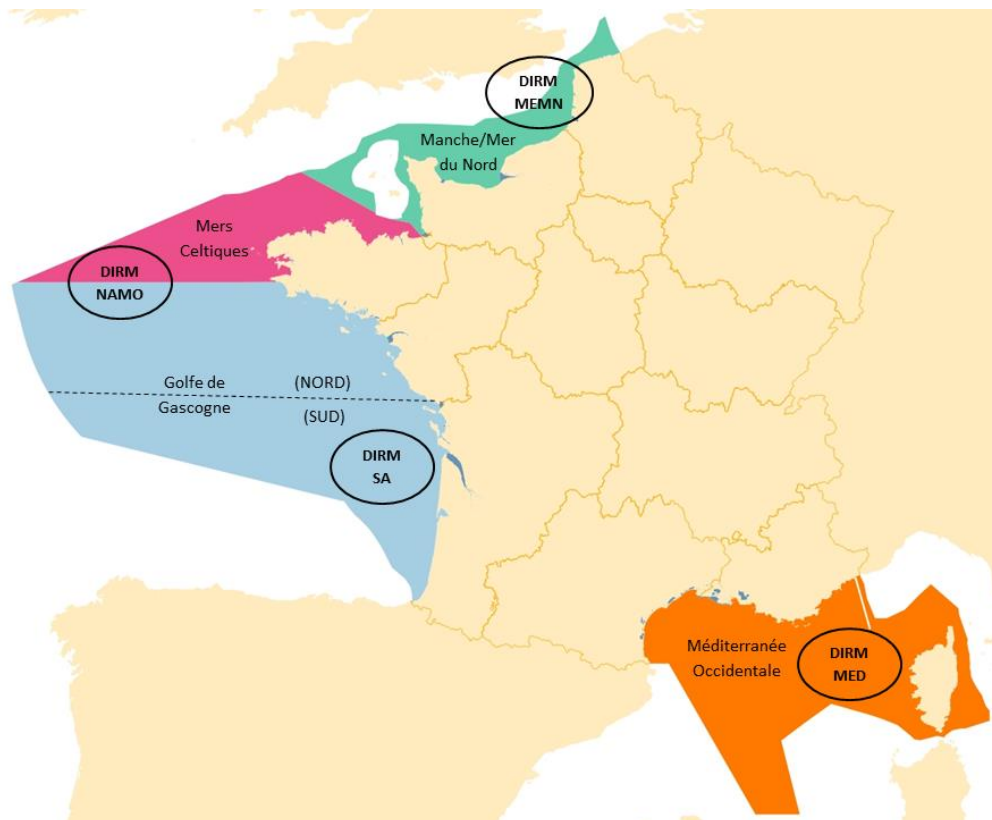 DIRM
MEMN
Manche/Mer
du Nord
Mers
Celtiques
DIRM
NAMO
Golfe de
Gascogne
(NORD)
(SUD)
DIRM
SA
Méditerranée
Occidentale
DIRM
MED